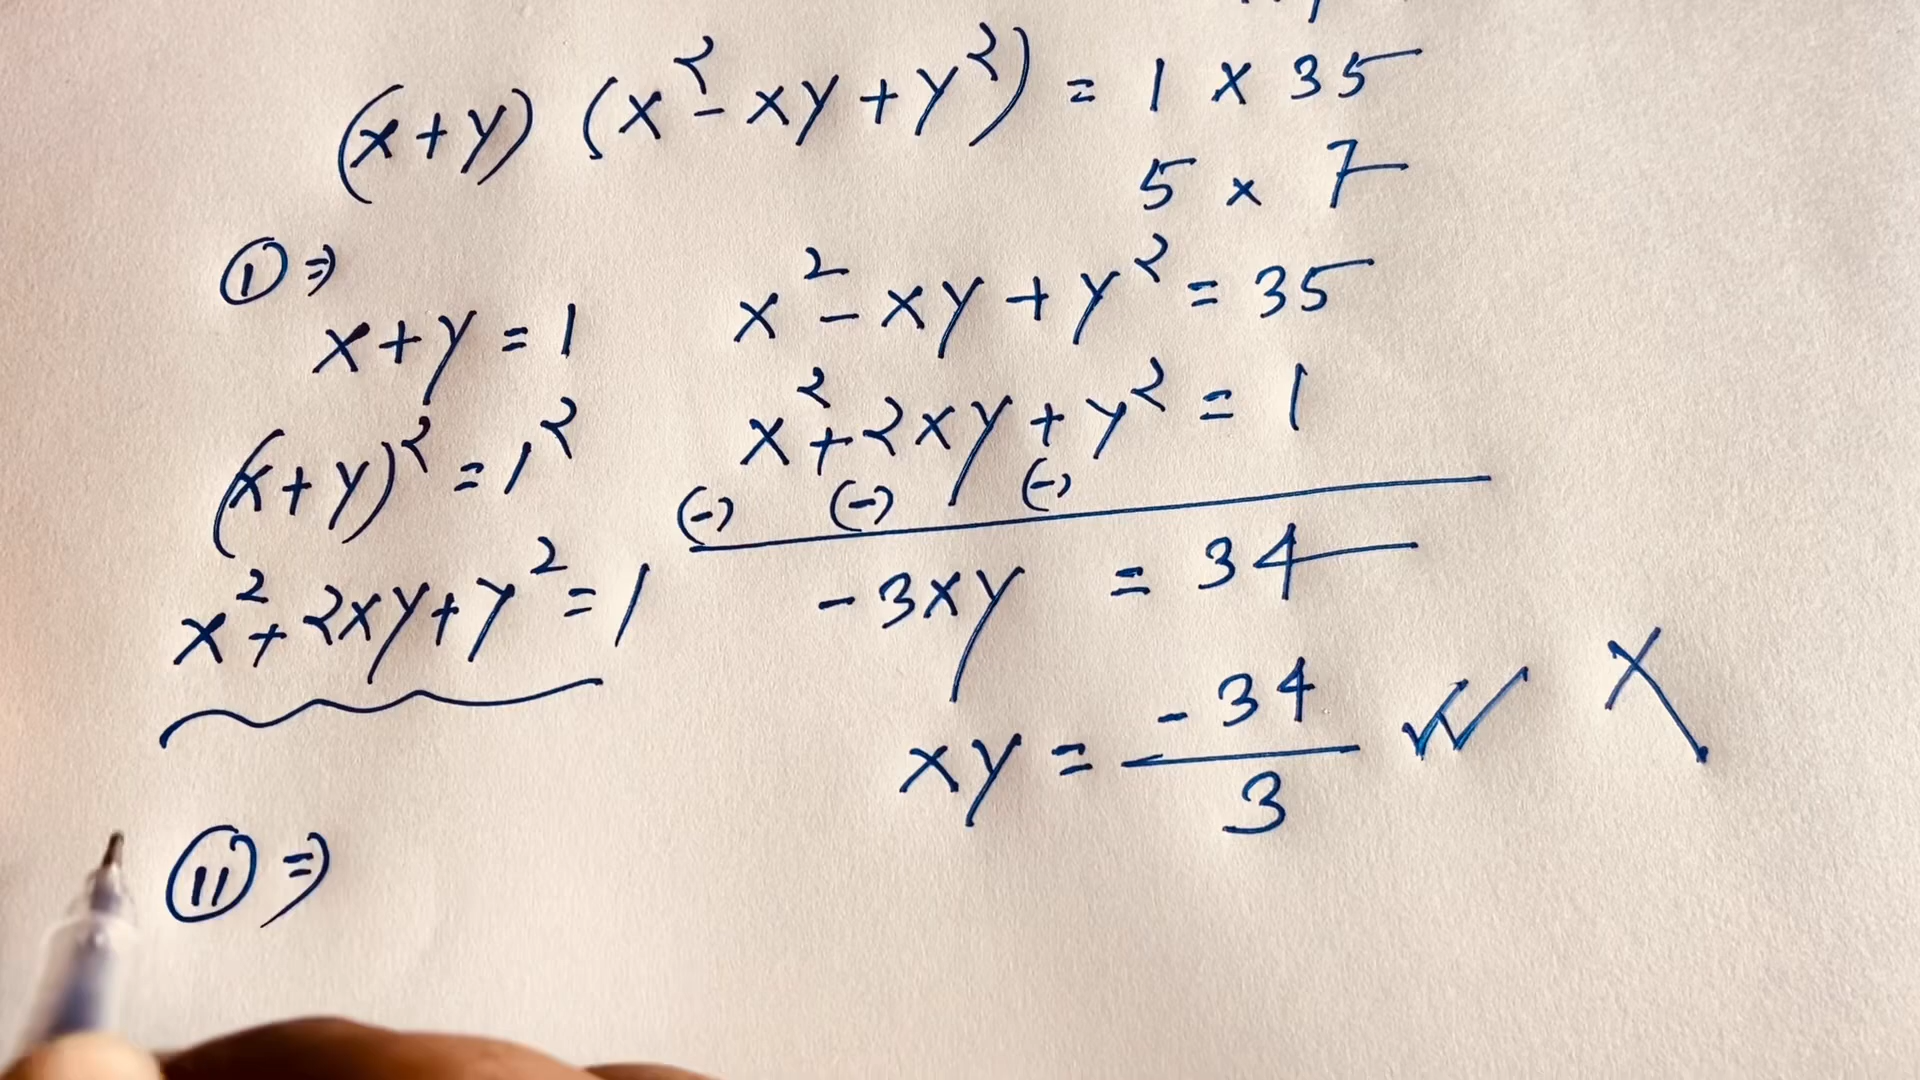 (x+y) (x² - xy + y²) = 1 × 35
5 × 7
① ⇒
x+y = 1
x² - xy + y² = 35
(x+y)² = 1²
x² + 2xy + y² = 1
(-) (-) (-)
x² + 2xy + y² = 1
-3xy = 34
xy = -34/3 ✓✓ X
⑪ ⇒